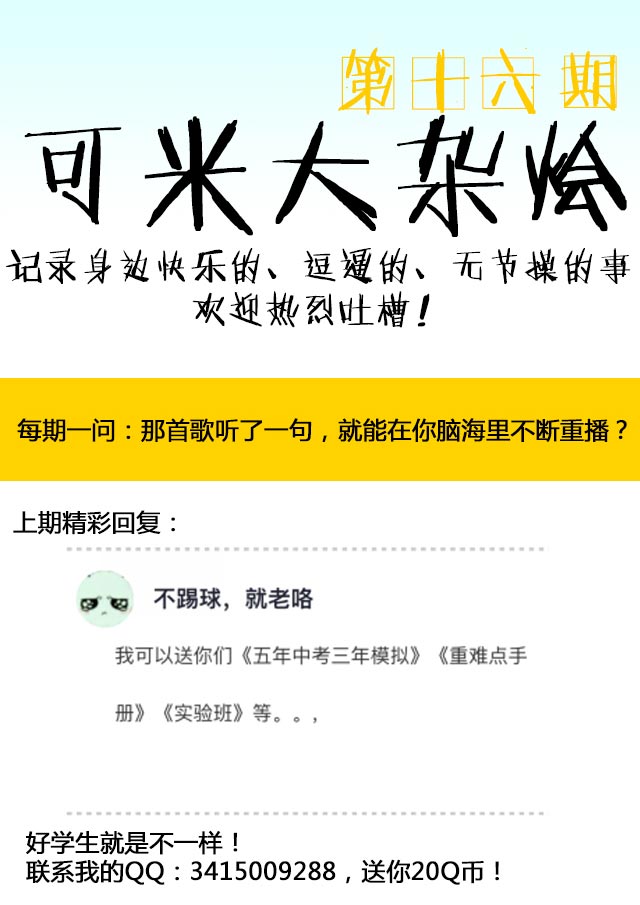 第十六期
可米大杂烩
记录身边快乐的、逗逼的、无节操的事
欢迎热烈吐槽！
每期一问：那首歌听了一句，就能在你脑海里不断重播？
上期精彩回复：
不踢球，就老咯
我可以送你们《五年中考三年模拟》《重难点手
册》《实验班》等。。，
好学生就是不一样！
联系我的QQ：3415009288，送你20Q币！